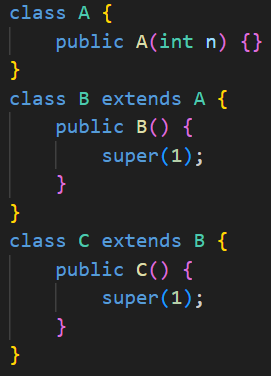 class A {
    public A(int n) {}
}
class B extends A {
    public B() {
        super(1);
    }
}
class C extends B {
    public C() {
        super(1);
    }
}